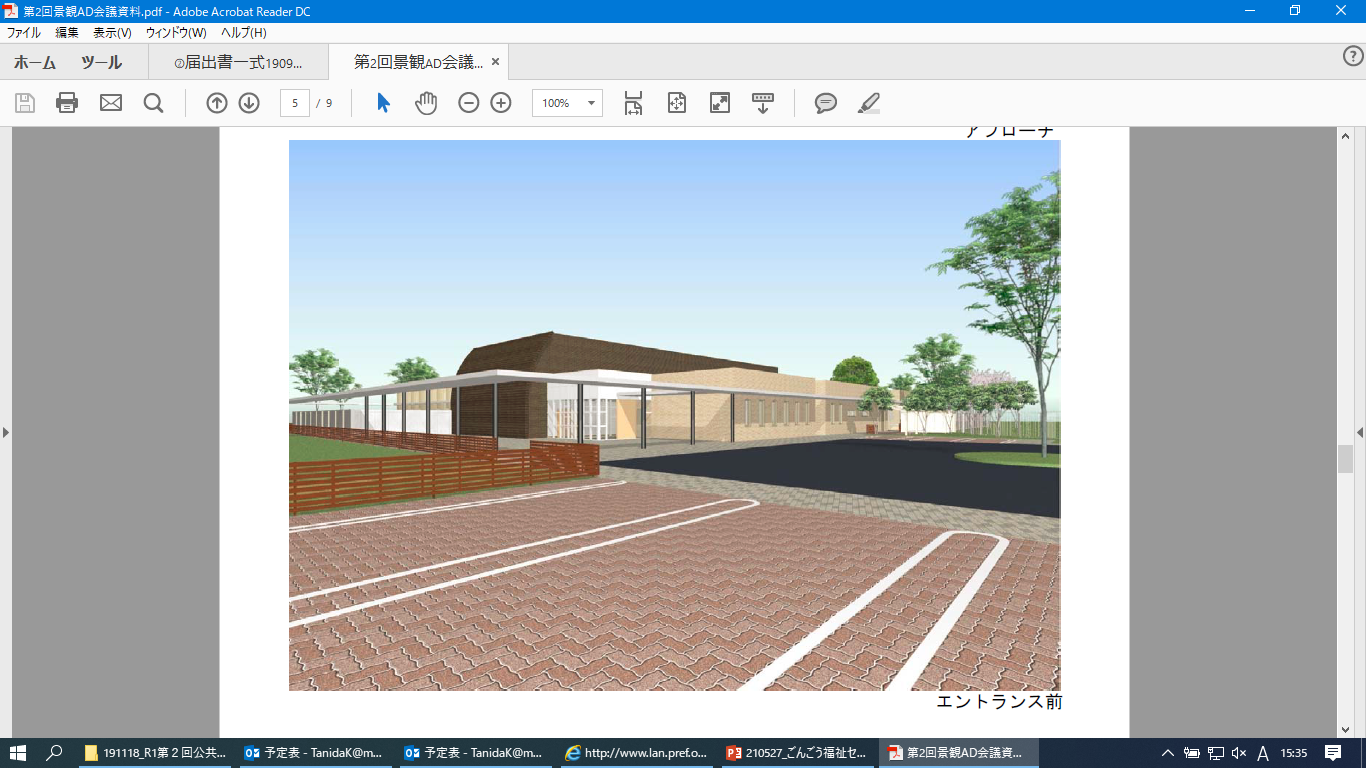 第2回景観AD会議資料.pdf - Adobe Acrobat Reader DC
ファイル 編集 表示(V) ウィンドウ(W) ヘルプ(H)
ホーム ツール ②届出書一式1909... 第2回景観AD会議... ×
5 / 9 100%
アプローチ
エントランス前
191118_R1第2回公共... 予定表 - TanidaK@m... 予定表 - TanidaK@m... http://www.lan.pref.o... 210527_ごんごう福祉セ... 第2回景観AD会議資... A 15:35